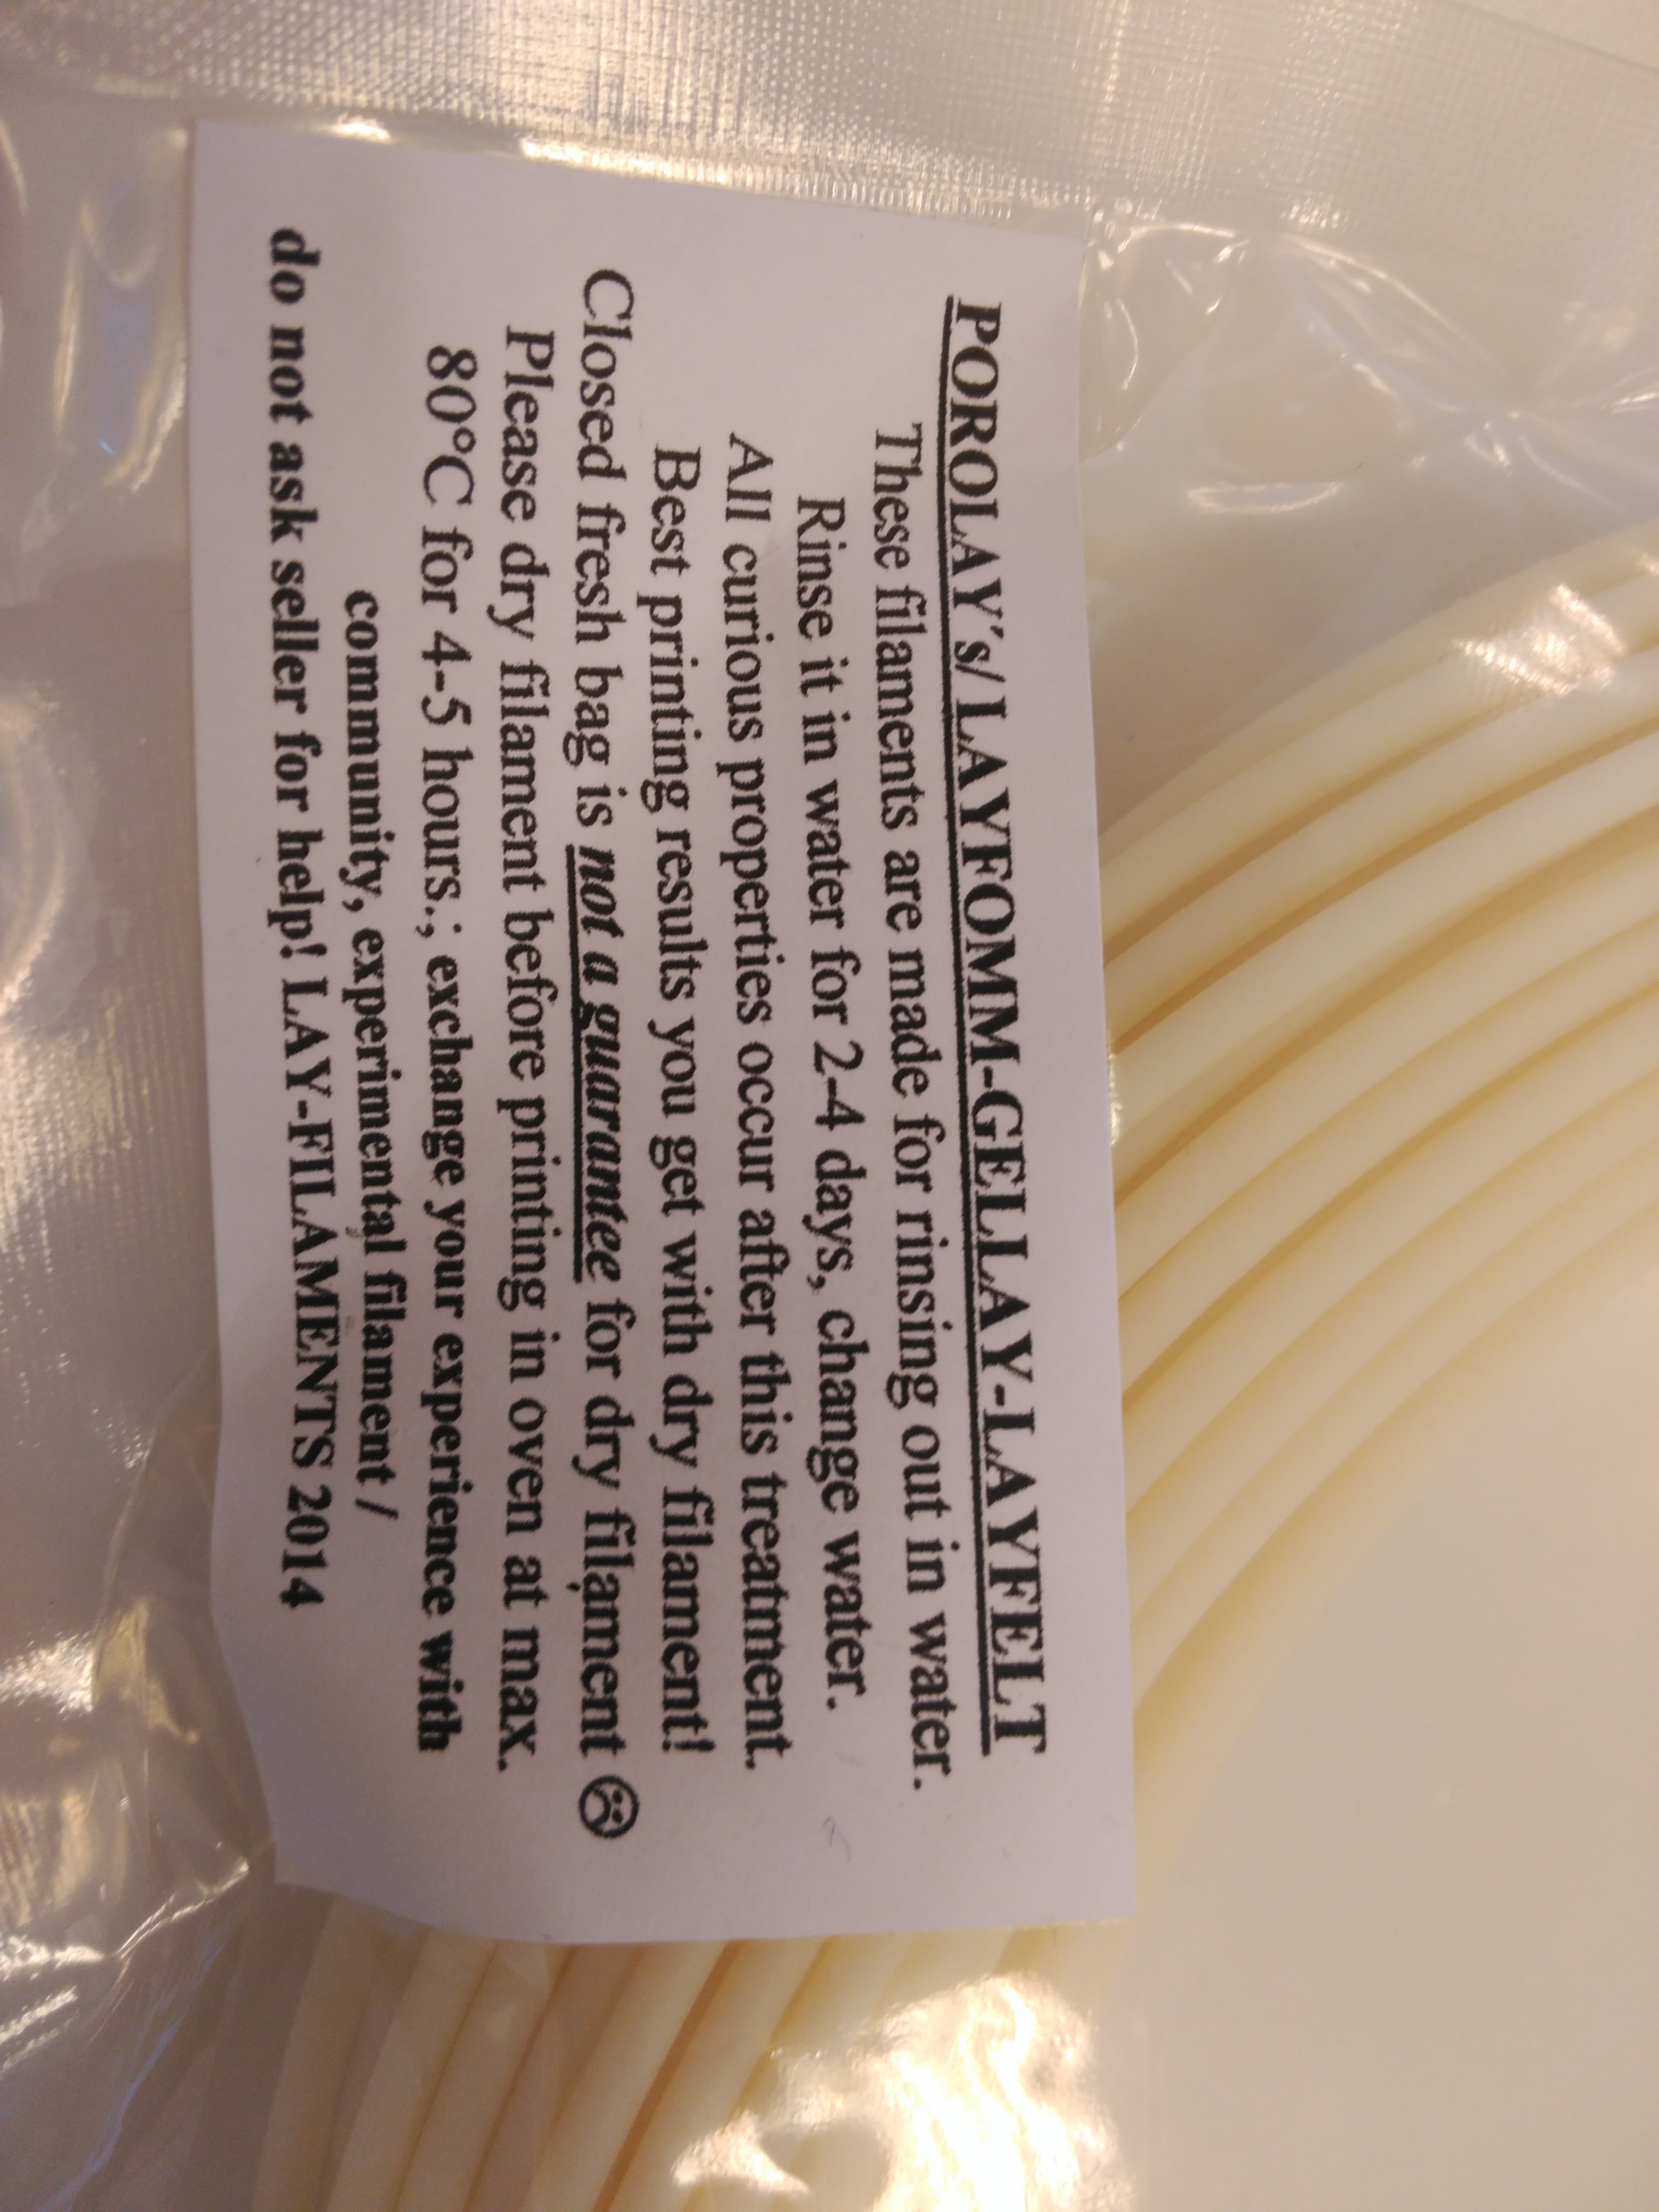 POROLAY´s/ LAYFOMM-GELLAY-LAYFELT
These filaments are made for rinsing out in water.
Rinse it in water for 2-4 days, change water.
All curious properties occur after this treatment.
Best printing results you get with dry filament!
Closed fresh bag is not a guarantee for dry filament ☹
Please dry filament before printing in oven at max.
80°C for 4-5 hours.; exchange your experience with
community, experimental filament /
do not ask seller for help! LAY-FILAMENTS 2014